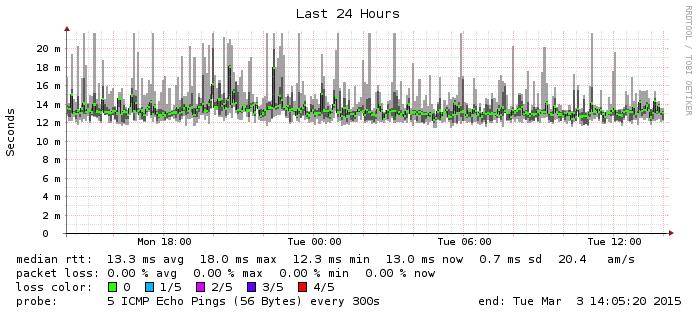 Last 24 Hours
RRDTOOL / TOBI OETIKER
Seconds
20 m
18 m
16 m
14 m
12 m
10 m
8 m
6 m
4 m
2 m
0
Mon 18:00 Tue 00:00 Tue 06:00 Tue 12:00
median rtt: 13.3 ms avg 18.0 ms max 12.3 ms min 13.0 ms now 0.7 ms sd 20.4 am/s
packet loss: 0.00 % avg 0.00 % max 0.00 % min 0.00 % now
loss color: 0 1/5 2/5 3/5 4/5
probe: 5 ICMP Echo Pings (56 Bytes) every 300s end: Tue Mar 3 14:05:20 2015